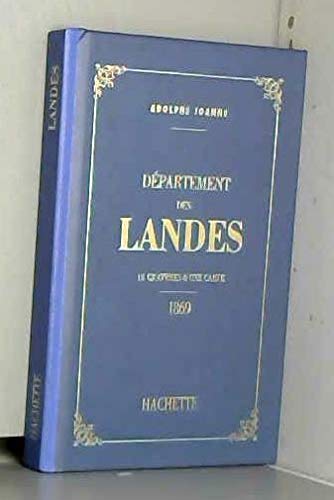 LANDES
HACHETTE
ADOLPHE JOANNE
DÉPARTEMENT
DES
LANDES
GRAVURES & UNE CARTE
1869
HACHETTE